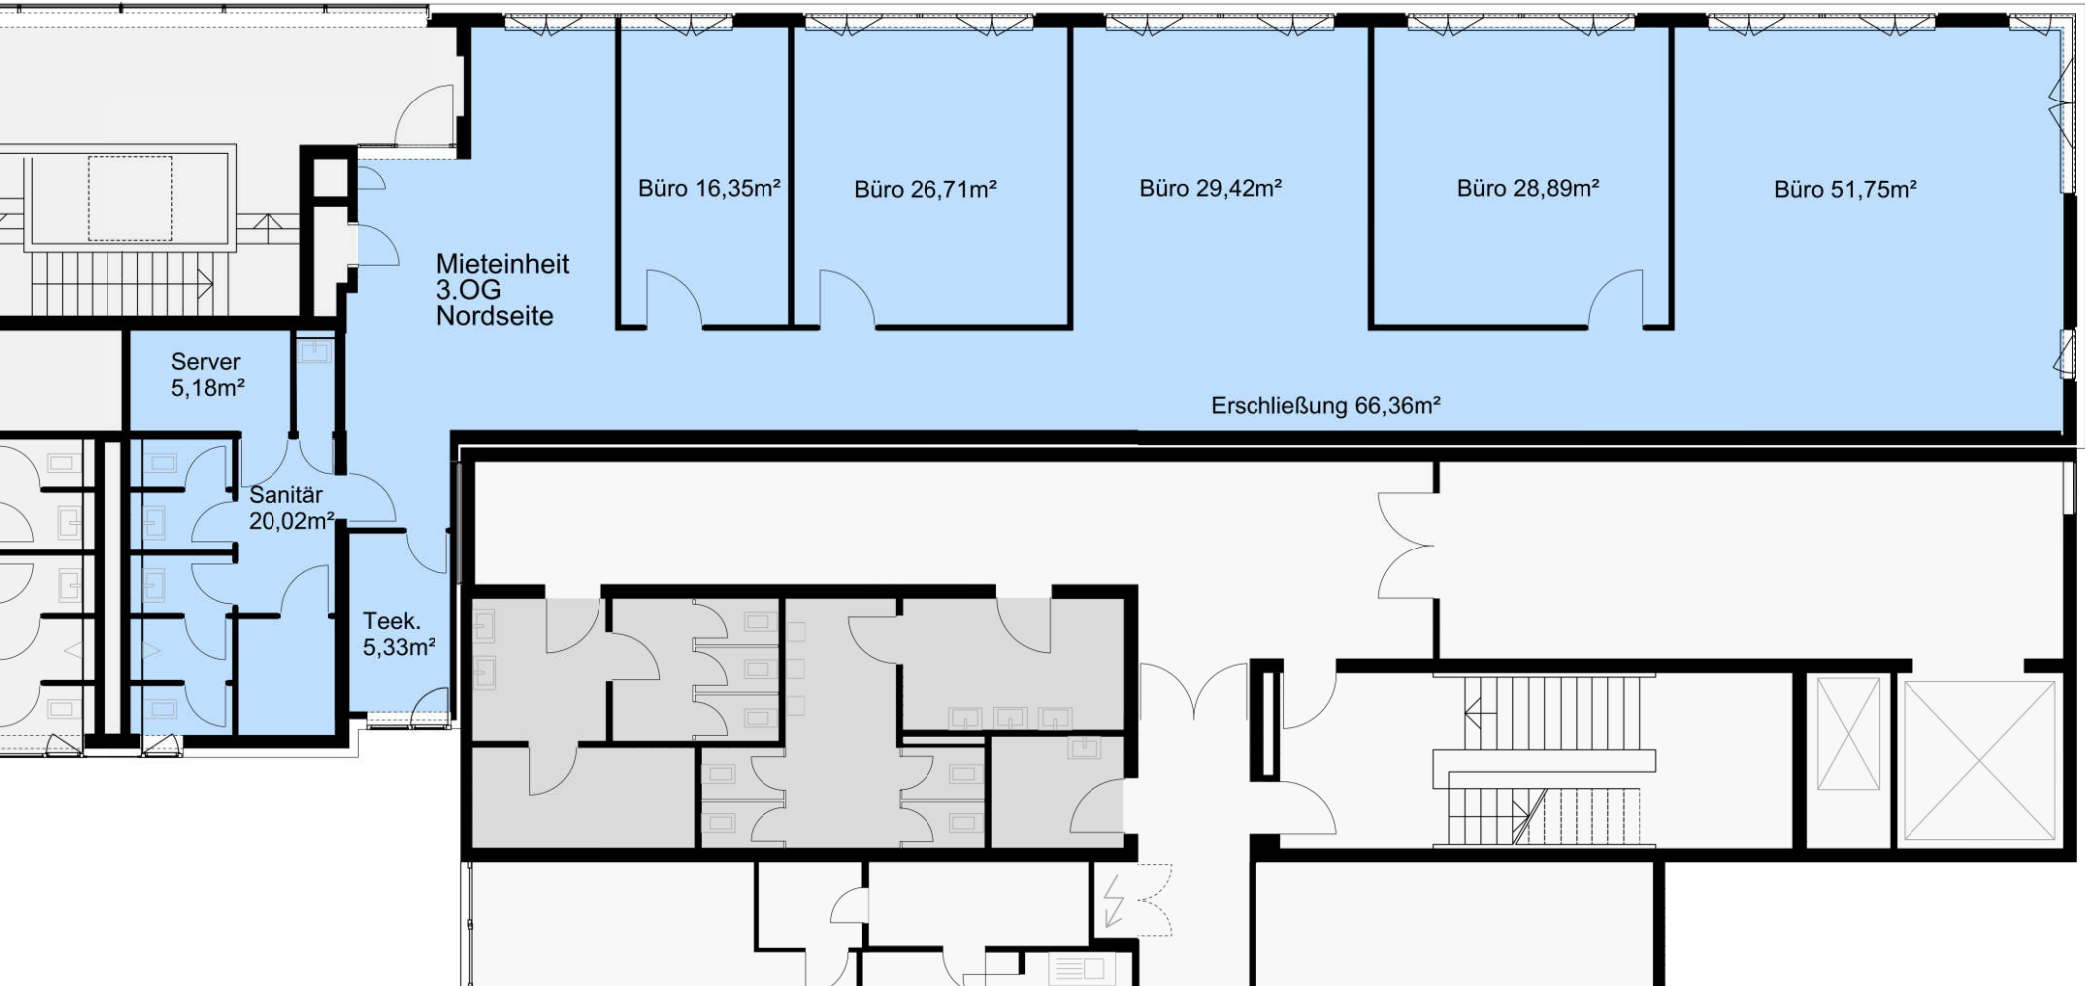 Büro 16,35m²
Büro 26,71m²
Büro 29,42m²
Büro 28,89m²
Büro 51,75m²
Mieteinheit
3.OG
Nordseite
Server
5,18m²
Erschließung 66,36m²
Sanitär
20,02m²
Teek.
5,33m²